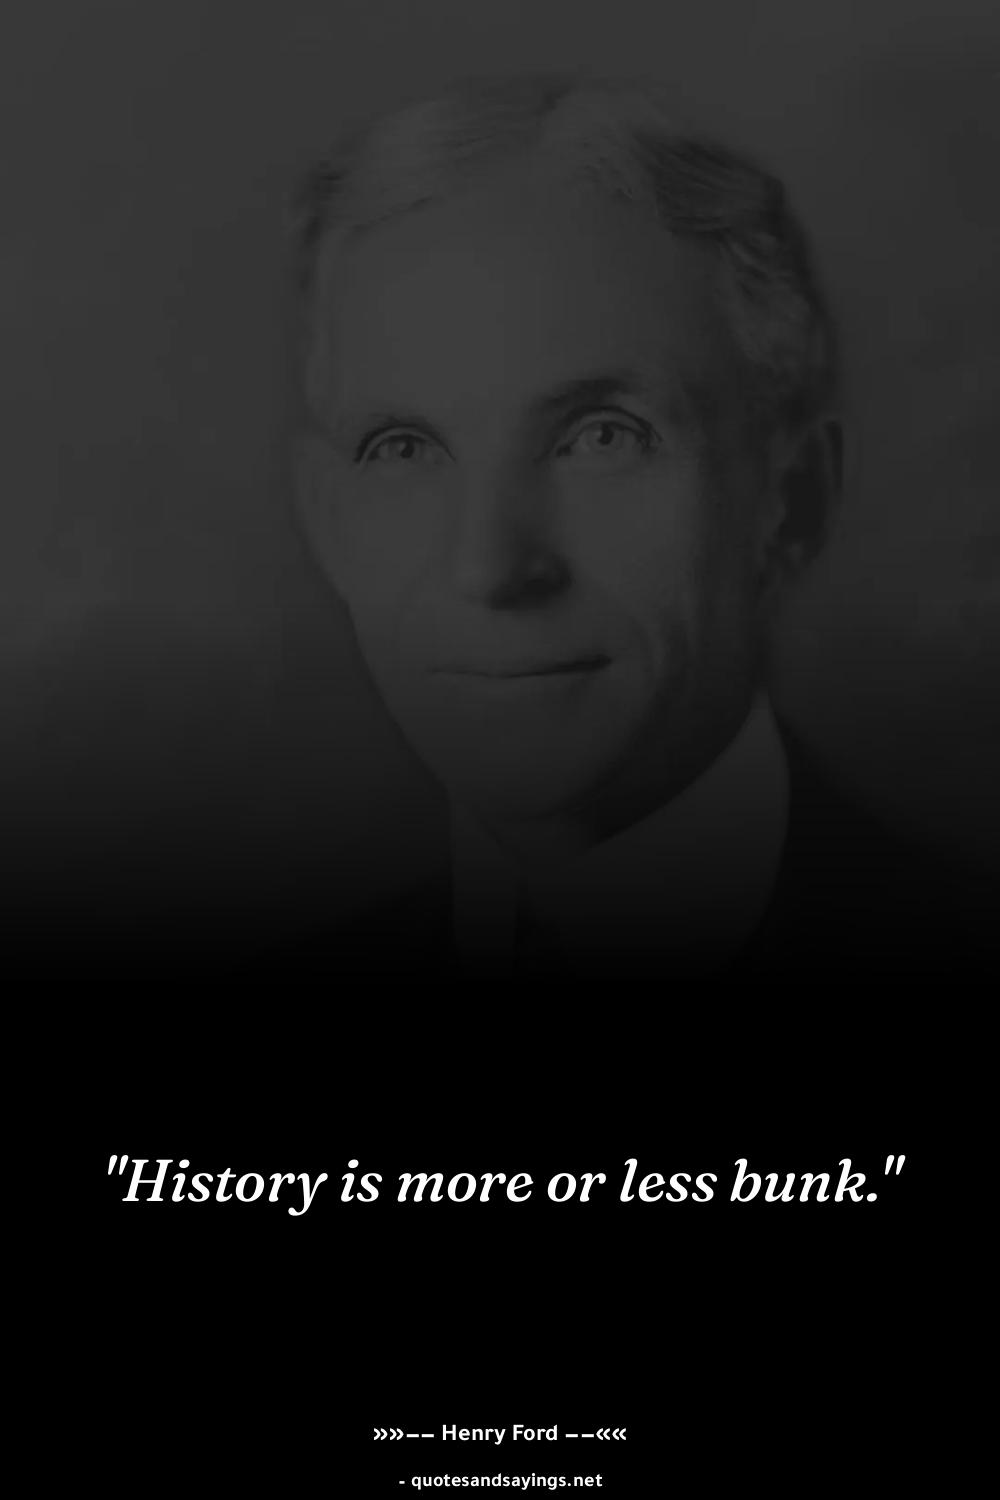 "History is more or less bunk."
»»–– Henry Ford ––««
- quotesandsayings.net